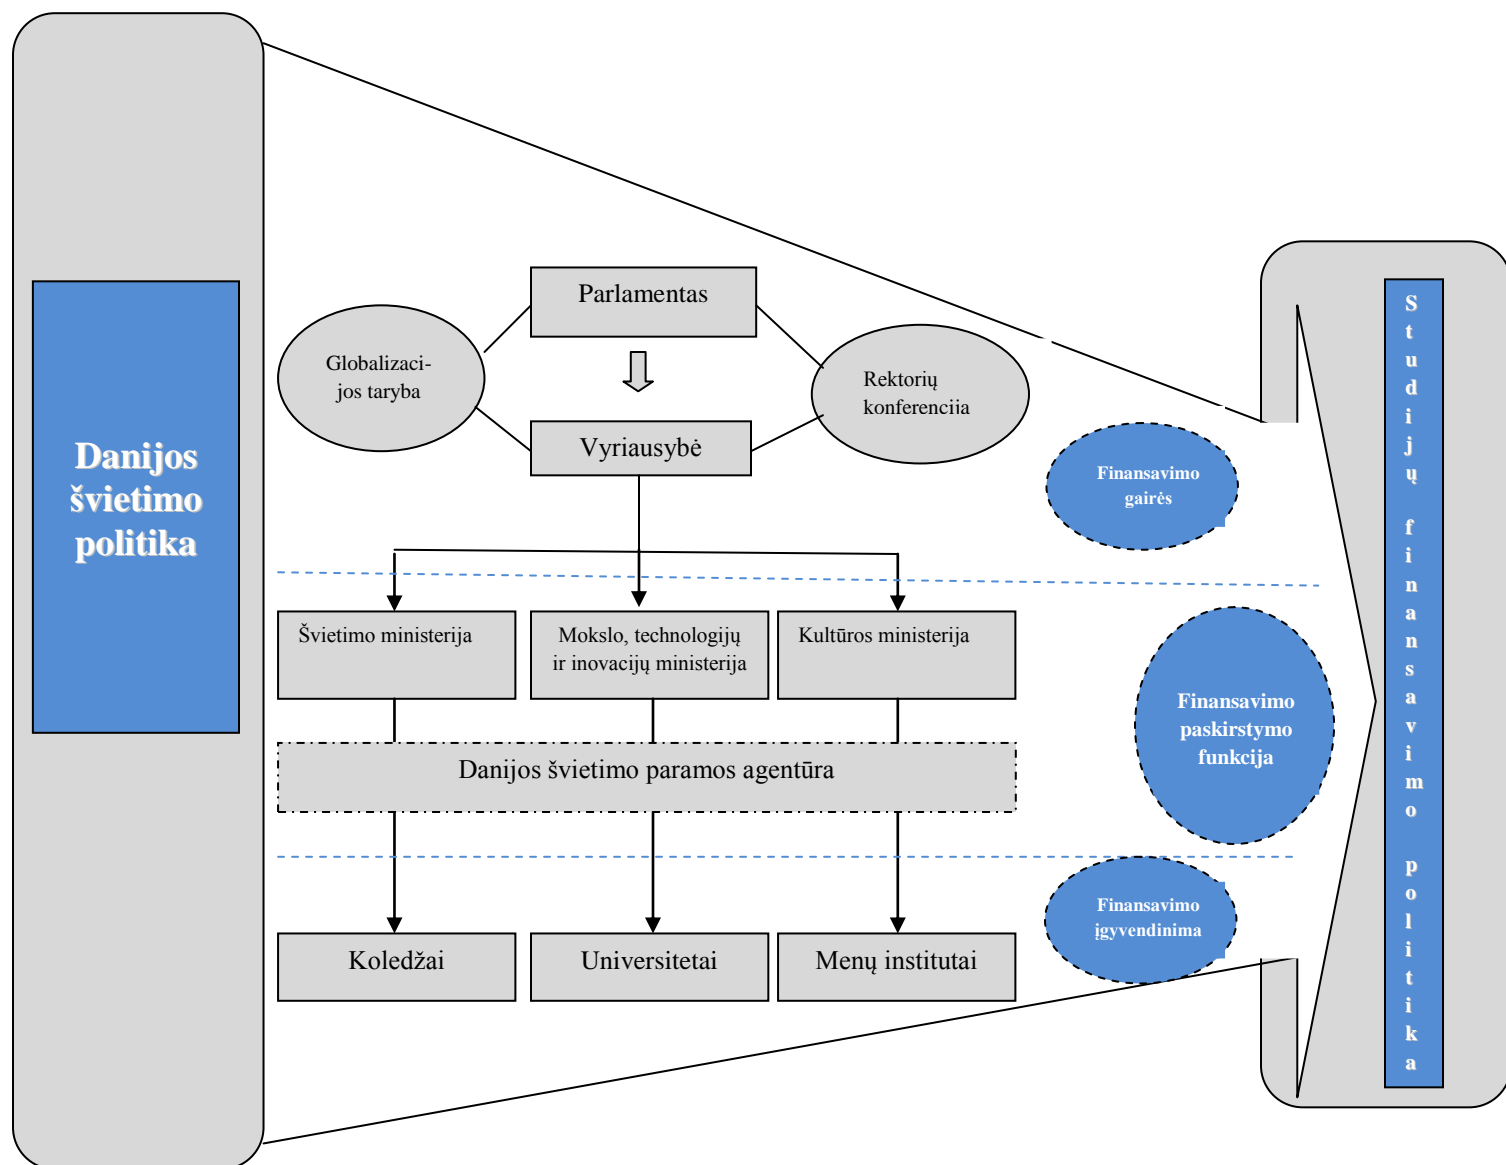 Danijos
švietimo
politika
Parlamentas
Globalizaci-
jos taryba
Rektorių
konferencija
Vyriausybė
Finansavimo
gairės
Švietimo ministerija
Mokslo, technologijų
ir inovacijų ministerija
Kultūros ministerija
Finansavimo
paskirstymo
funkcija
Danijos švietimo paramos agentūra
Finansavimo
įgyvendinima
Koledžai
Universitetai
Menų institutai
Studijų finansavimo politika